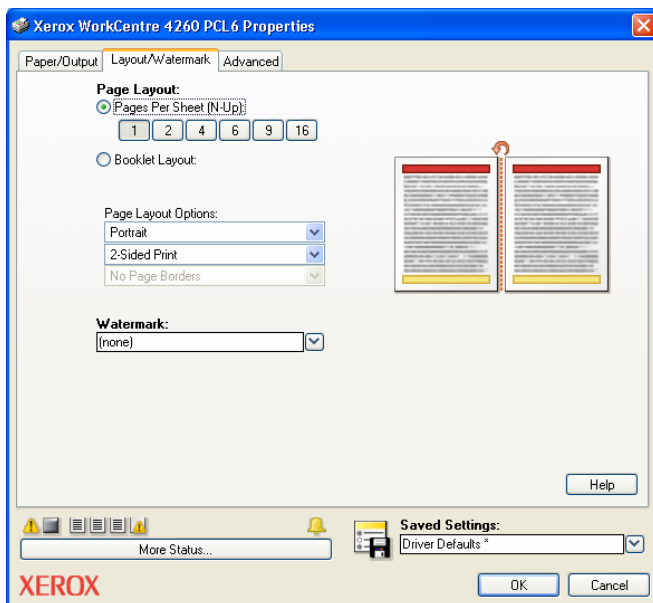 Xerox WorkCentre 4260 PCL6 Properties
Paper/Output Layout/Watermark Advanced
Page Layout:
Pages Per Sheet (N-Up):
1 2 4 6 9 16
Booklet Layout:
Page Layout Options:
Portrait
2-Sided Print
No Page Borders
Watermark:
(none)
Help
More Status...
Saved Settings:
Driver Defaults *
XEROX
OK Cancel